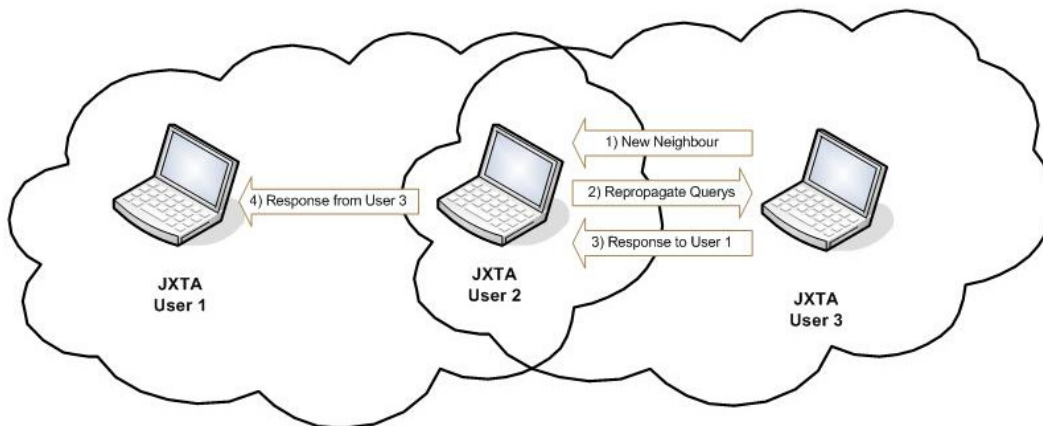 1) New Neighbour
2) Repropagate Querys
4) Response from User 3
3) Response to User 1
JXTA
User 1
JXTA
User 2
JXTA
User 3